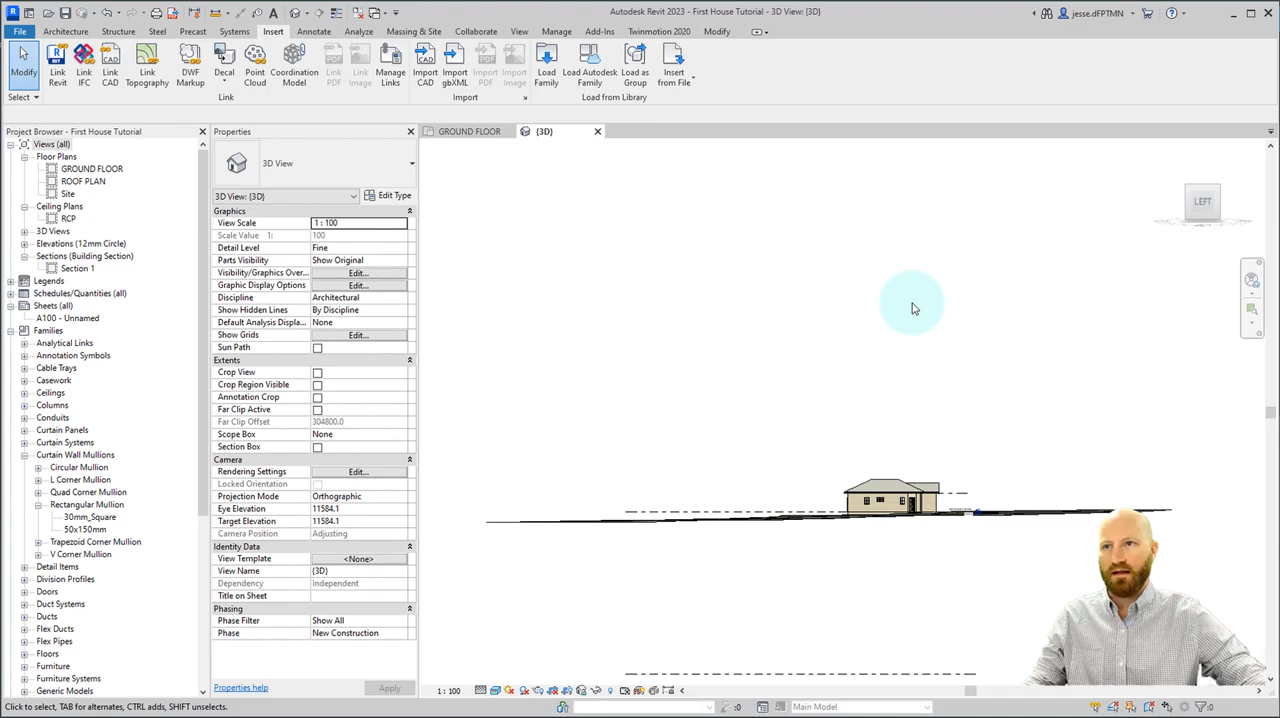 Autodesk Revit 2023 - First House Tutorial - 3D View: {3D}
jesse.dFPTMN
File Architecture Structure Steel Precast Systems Insert Annotate Analyze Massing & Site Collaborate View Manage Add-Ins Twinmotion 2020 Modify
Modify
Link Revit
Link IFC
Link CAD
Link Topography
DWF Markup
Decal
Point Cloud
Coordination Model
Link PDF
Link Image
Manage Links
Import CAD
Import gbXML
Import PDF
Import Image
Load Family
Load Autodesk Family
Load as Group
Insert from File
Select
Link
Import
Load from Library
Project Browser - First House Tutorial
Views (all)
Floor Plans
GROUND FLOOR
ROOF PLAN
Site
Ceiling Plans
RCP
3D Views
Elevations (12mm Circle)
Sections (Building Section)
Section 1
Legends
Schedules/Quantities (all)
Sheets (all)
A100 - Unnamed
Families
Analytical Links
Annotation Symbols
Cable Trays
Casework
Ceilings
Columns
Conduits
Curtain Panels
Curtain Systems
Curtain Wall Mullions
Circular Mullion
L Corner Mullion
Quad Corner Mullion
Rectangular Mullion
30mm_Square
50x150mm
Trapezoid Corner Mullion
V Corner Mullion
Detail Items
Division Profiles
Doors
Duct Systems
Ducts
Flex Ducts
Flex Pipes
Floors
Furniture
Generic Models
Properties
3D View
3D View: {3D}
Edit Type
Graphics
View Scale 1 : 100
Scale Value 1: 100
Detail Level Fine
Parts Visibility Show Original
Visibility/Graphics Over... Edit...
Graphic Display Options Edit...
Discipline Architectural
Show Hidden Lines By Discipline
Default Analysis Displa... None
Show Grids Edit...
Sun Path
Extents
Crop View
Crop Region Visible
Annotation Crop
Far Clip Active
Far Clip Offset 304800.0
Scope Box None
Section Box
Camera
Rendering Settings Edit...
Locked Orientation
Projection Mode Orthographic
Eye Elevation 11584.1
Target Elevation 11584.1
Camera Position Adjusting
Identity Data
View Template <None>
View Name {3D}
Dependency Independent
Title on Sheet
Phasing
Phase Filter Show All
Phase New Construction
Properties help
Apply
GROUND FLOOR
{3D}
LEFT
1 : 100
Click to select, TAB for alternates, CTRL adds, SHIFT unselects.
:0
Main Model
:0